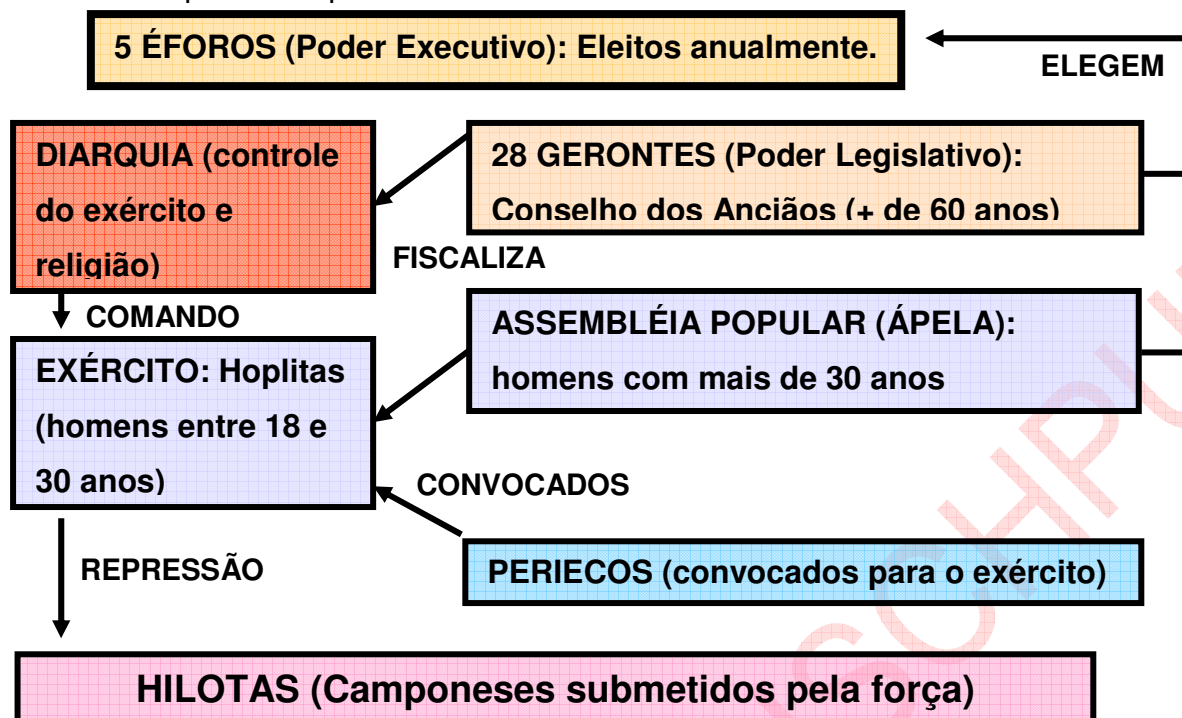 5 ÉFOROS (Poder Executivo): Eleitos anualmente.
ELEGEM
DIARQUIA (controle
do exército e
religião)
28 GERONTES (Poder Legislativo):
Conselho dos Anciãos (+ de 60 anos)
FISCALIZA
COMANDO
ASSEMBLÉIA POPULAR (ÁPELA):
homens com mais de 30 anos
EXÉRCITO: Hoplitas
(homens entre 18 e
30 anos)
CONVOCADOS
REPRESSÃO
PERIECOS (convocados para o exército)
HILOTAS (Camponeses submetidos pela força)